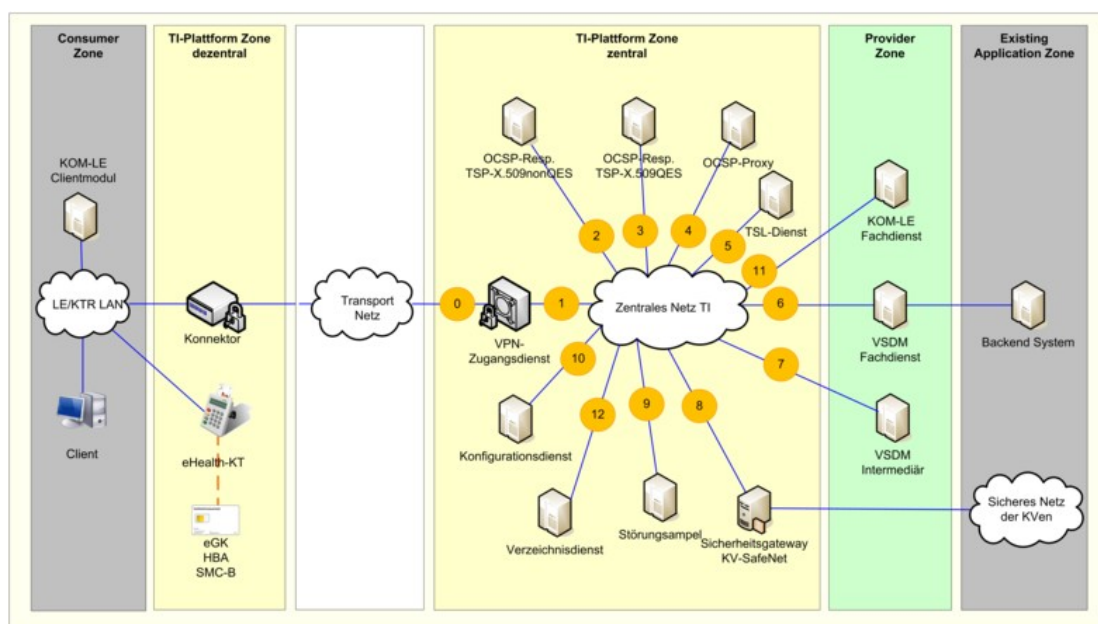 Consumer
Zone
TI-Plattform Zone
dezentral
TI-Plattform Zone
zentral
Provider
Zone
Existing
Application Zone
KOM-LE
Clientmodul
LE/KTR LAN
Client
Konnektor
eHealth-KT
eGK
HBA
SMC-B
Transport
Netz
0
VPN-
Zugangsdienst
1
OCSP-Resp.
TSP-X.509nonQES
2
OCSP-Resp.
TSP-X.509QES
3
OCSP-Proxy
4
TSL-Dienst
5
11
Zentrales Netz TI
6
7
8
9
10
12
Konfigurationsdienst
Verzeichnisdienst
Störungsampel
Sicherheitsgateway
KV-SafeNet
KOM-LE
Fachdienst
VSDM
Fachdienst
VSDM
Intermediär
Backend System
Sicheres Netz
der KVen